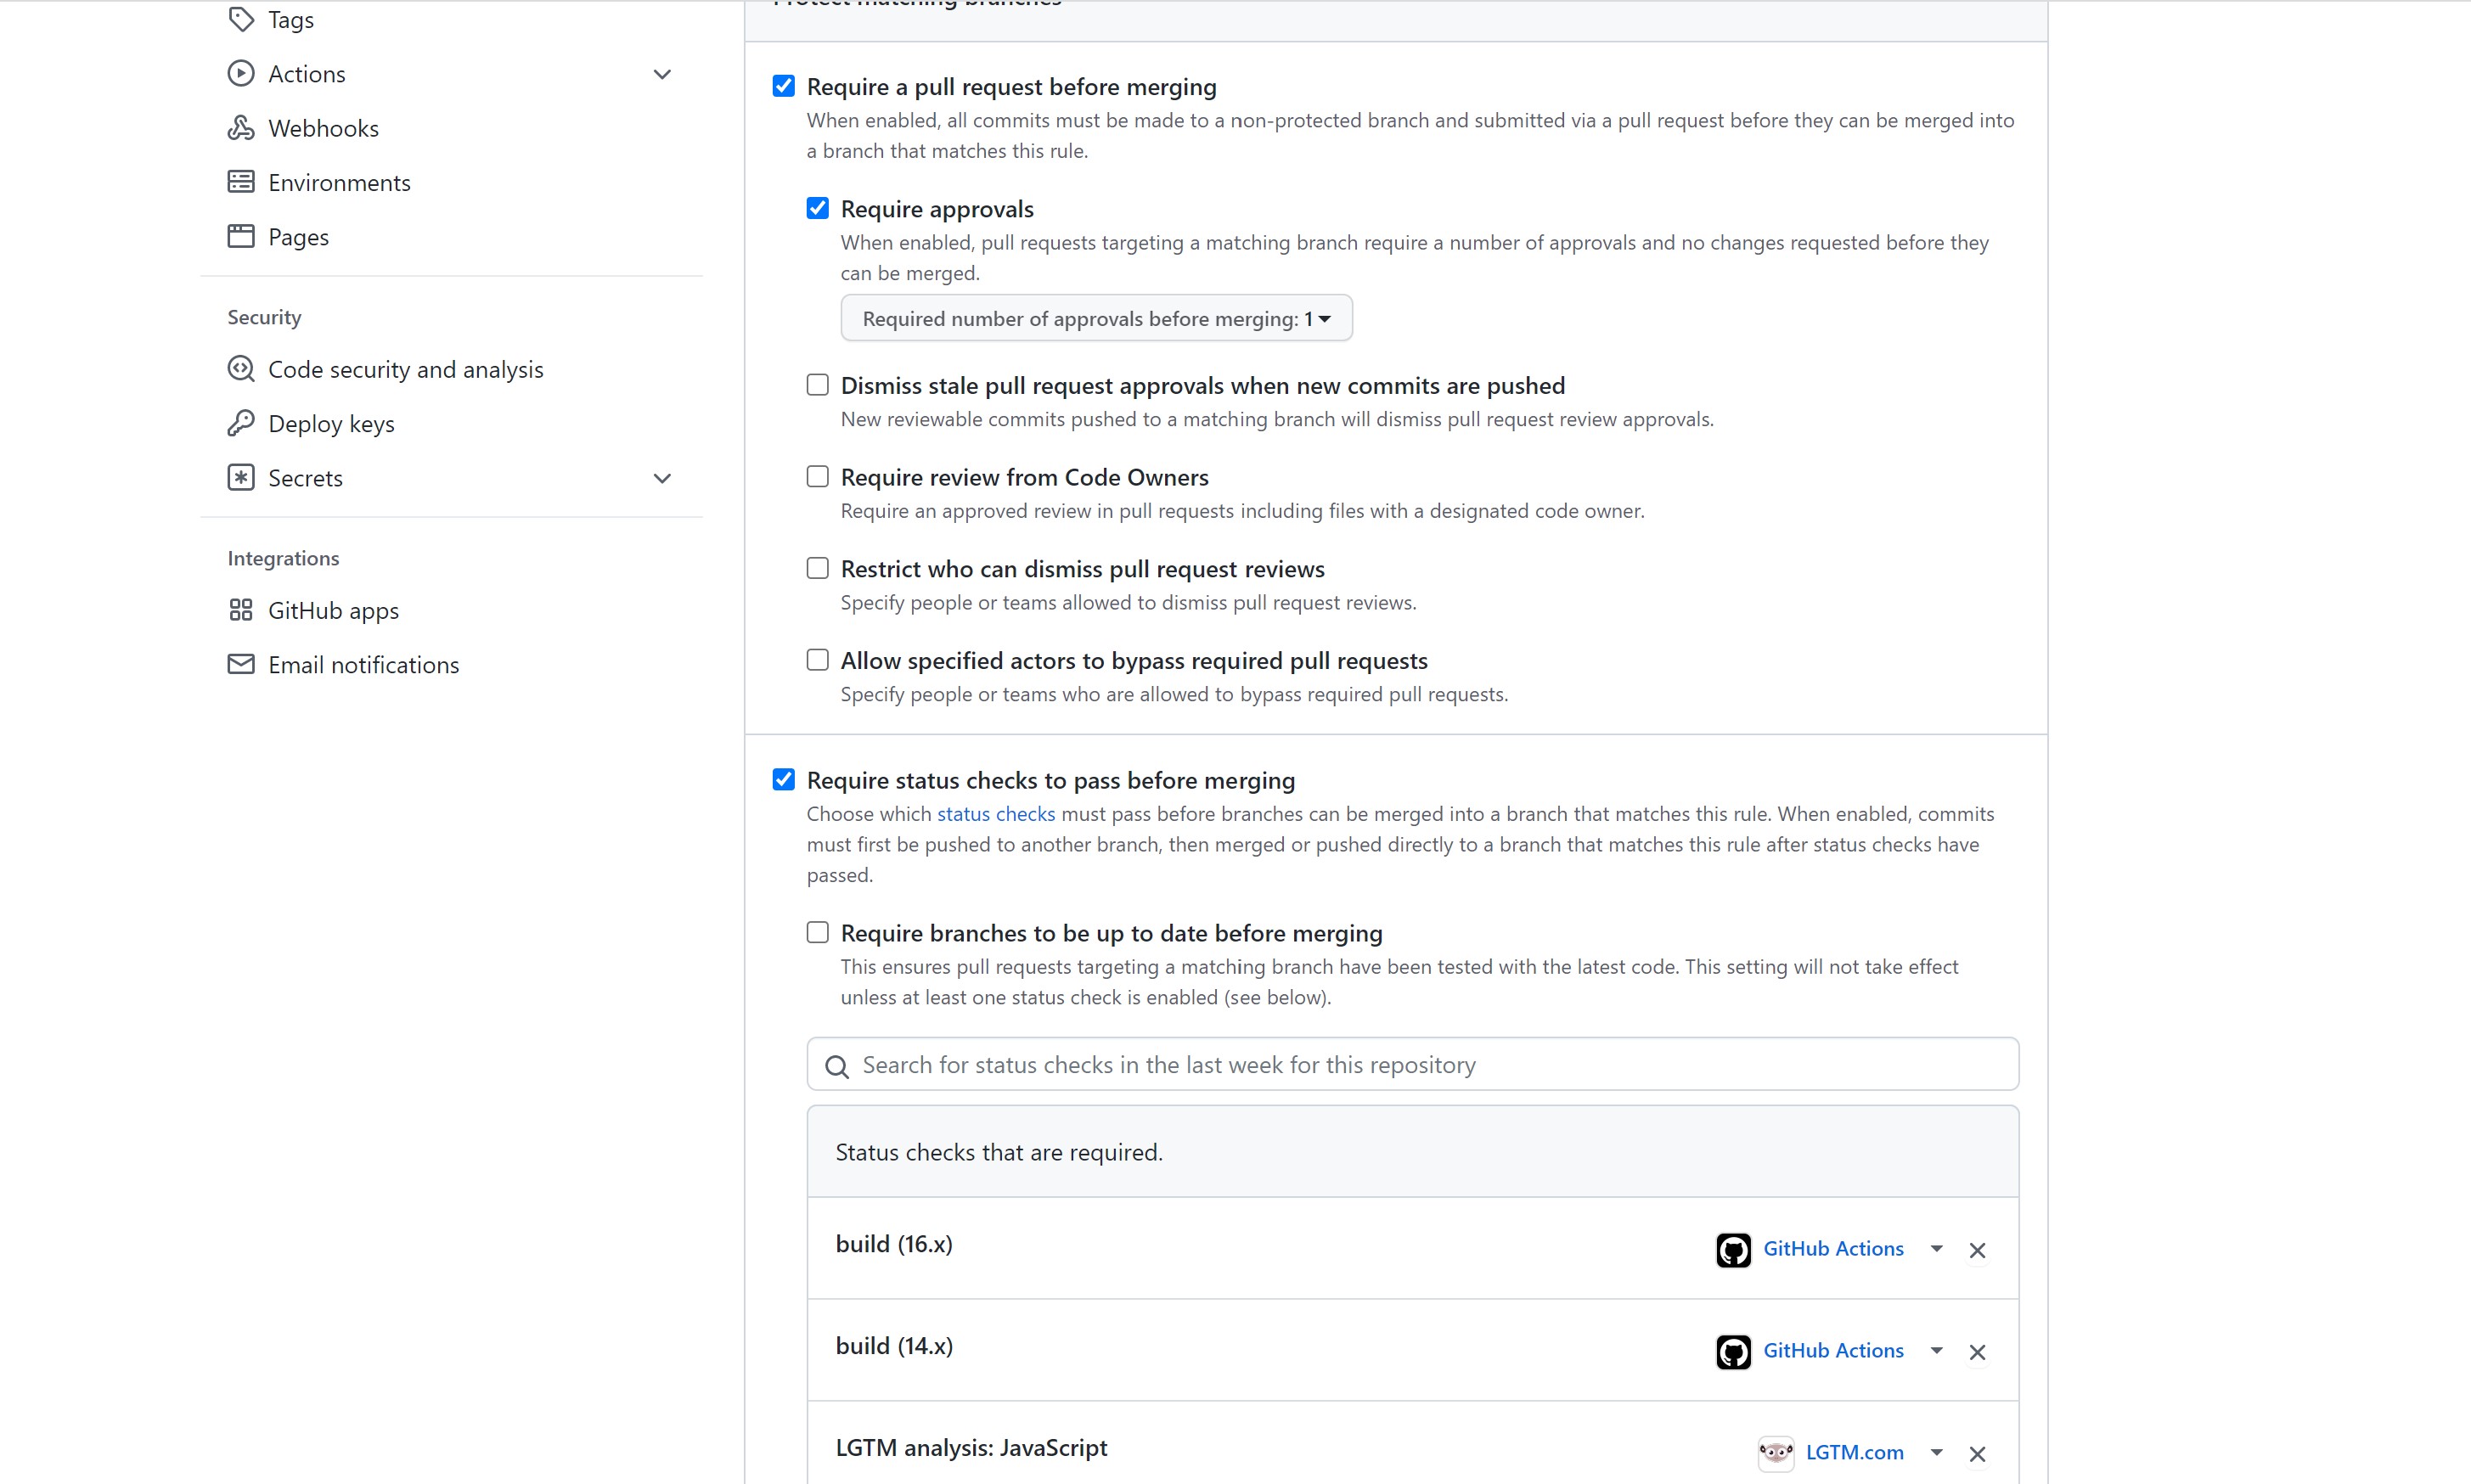 Tags
Actions
Webhooks
Environments
Pages
Security
Code security and analysis
Deploy keys
Secrets
Integrations
GitHub apps
Email notifications
Protect matching branches
Require a pull request before merging
When enabled, all commits must be made to a non-protected branch and submitted via a pull request before they can be merged into
a branch that matches this rule.
Require approvals
When enabled, pull requests targeting a matching branch require a number of approvals and no changes requested before they
can be merged.
Required number of approvals before merging: 1
Dismiss stale pull request approvals when new commits are pushed
New reviewable commits pushed to a matching branch will dismiss pull request review approvals.
Require review from Code Owners
Require an approved review in pull requests including files with a designated code owner.
Restrict who can dismiss pull request reviews
Specify people or teams allowed to dismiss pull request reviews.
Allow specified actors to bypass required pull requests
Specify people or teams who are allowed to bypass required pull requests.
Require status checks to pass before merging
Choose which status checks must pass before branches can be merged into a branch that matches this rule. When enabled, commits
must first be pushed to another branch, then merged or pushed directly to a branch that matches this rule after status checks have
passed.
Require branches to be up to date before merging
This ensures pull requests targeting a matching branch have been tested with the latest code. This setting will not take effect
unless at least one status check is enabled (see below).
Search for status checks in the last week for this repository
Status checks that are required.
build (16.x) GitHub Actions
build (14.x) GitHub Actions
LGTM analysis: JavaScript LGTM.com